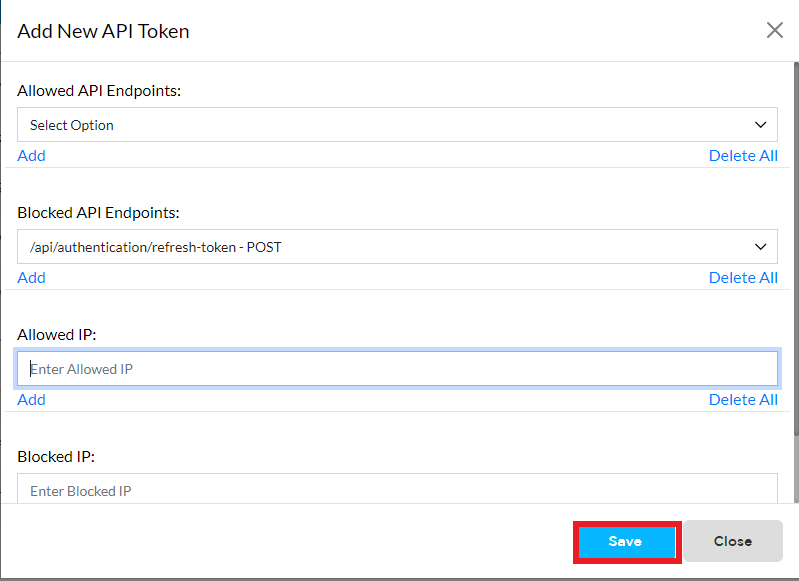 Add New API Token
Allowed API Endpoints:
Select Option
Add Delete All
Blocked API Endpoints:
/api/authentication/refresh-token - POST
Add Delete All
Allowed IP:
Enter Allowed IP
Add Delete All
Blocked IP:
Enter Blocked IP
Save Close